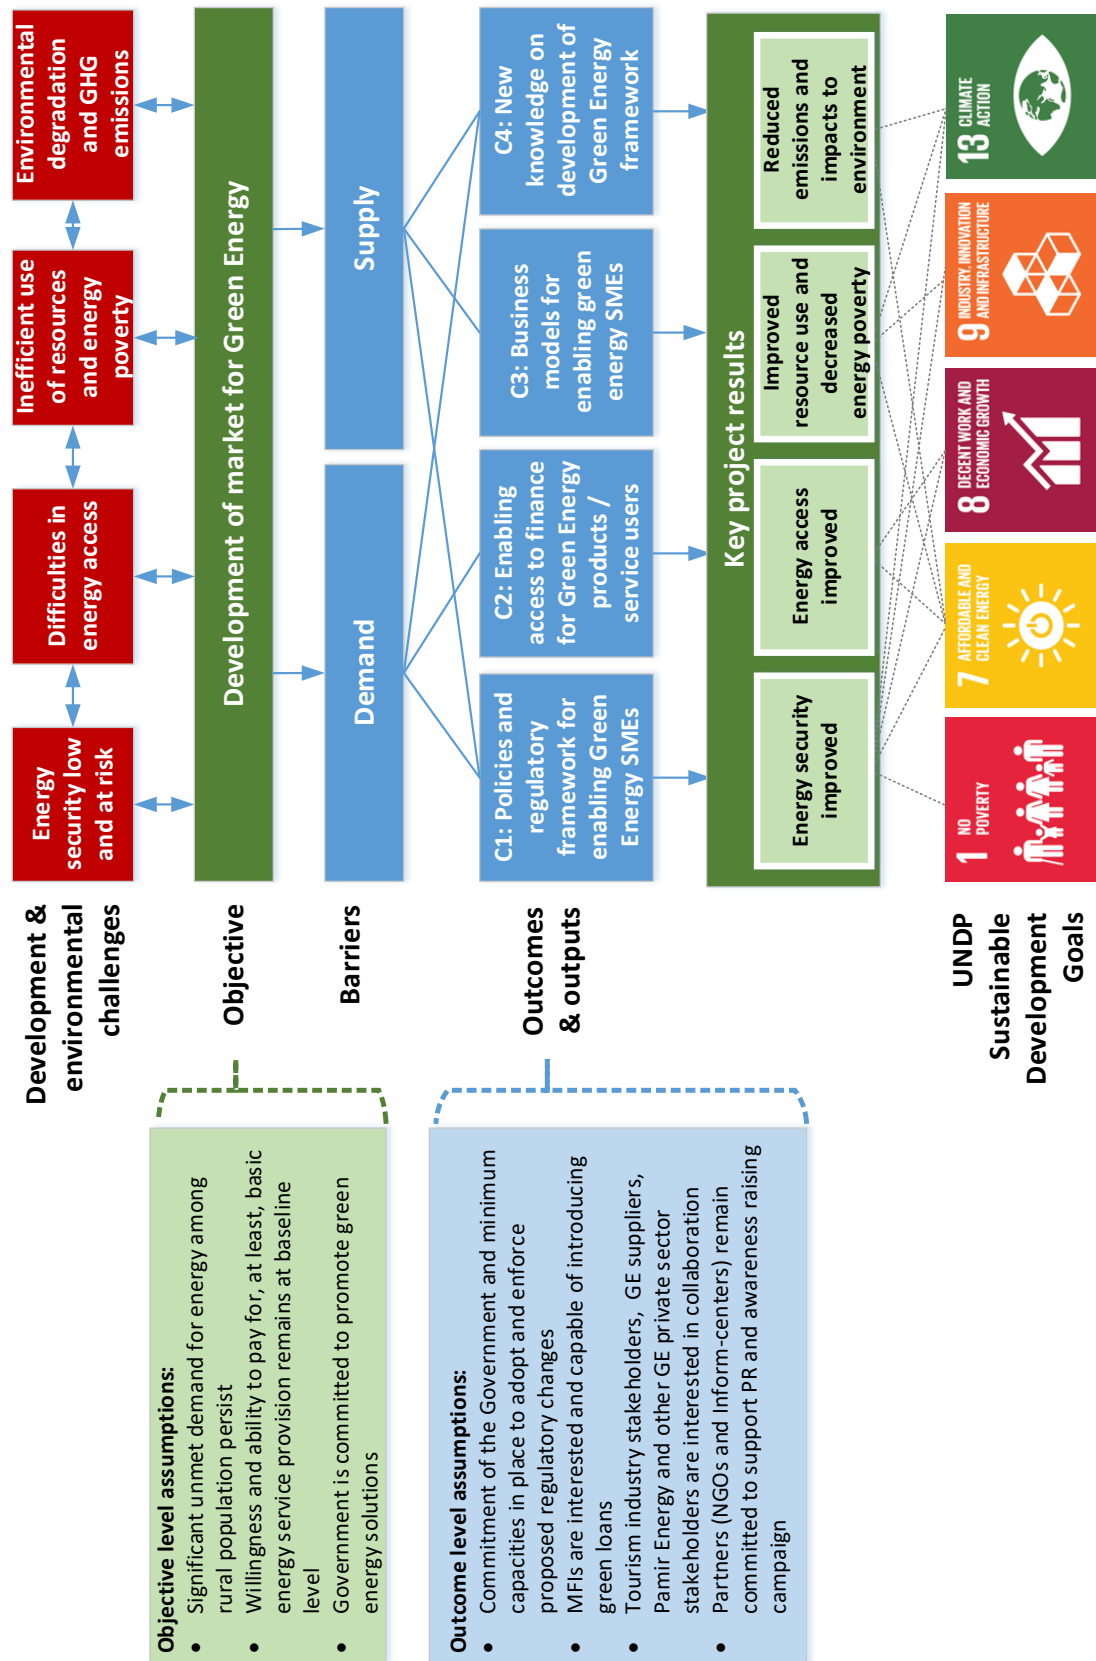 Development &
environmental
challenges
Energy
security low
and at risk
Difficulties in
energy access
Inefficient use
of resources
and energy
poverty
Environmental
degradation
and GHG
emissions
Objective
Development of market for Green Energy
Barriers
Demand
Supply
Outcomes
& outputs
C1: Policies and
regulatory
framework for
enabling Green
Energy SMEs
C2: Enabling
access to finance
for Green Energy
products /
service users
C3: Business
models for
enabling green
energy SMEs
C4: New
knowledge on
development of
Green Energy
framework
Key project results
Energy security
improved
Energy access
improved
Improved
resource use and
decreased
energy poverty
Reduced
emissions and
impacts to
environment
UNDP
Sustainable
Development
Goals
1 NO
POVERTY
7 AFFORDABLE AND
CLEAN ENERGY
8 DECENT WORK AND
ECONOMIC GROWTH
9 INDUSTRY, INNOVATION
AND INFRASTRUCTURE
13 CLIMATE
ACTION
Objective level assumptions:
• Significant unmet demand for energy among
rural population persist
• Willingness and ability to pay for, at least, basic
energy service provision remains at baseline
level
• Government is committed to promote green
energy solutions
Outcome level assumptions:
• Commitment of the Government and minimum
capacities in place to adopt and enforce
proposed regulatory changes
• MFIs are interested and capable of introducing
green loans
• Tourism industry stakeholders, GE suppliers,
Pamir Energy and other GE private sector
stakeholders are interested in collaboration
• Partners (NGOs and Inform-centers) remain
committed to support PR and awareness raising
campaign